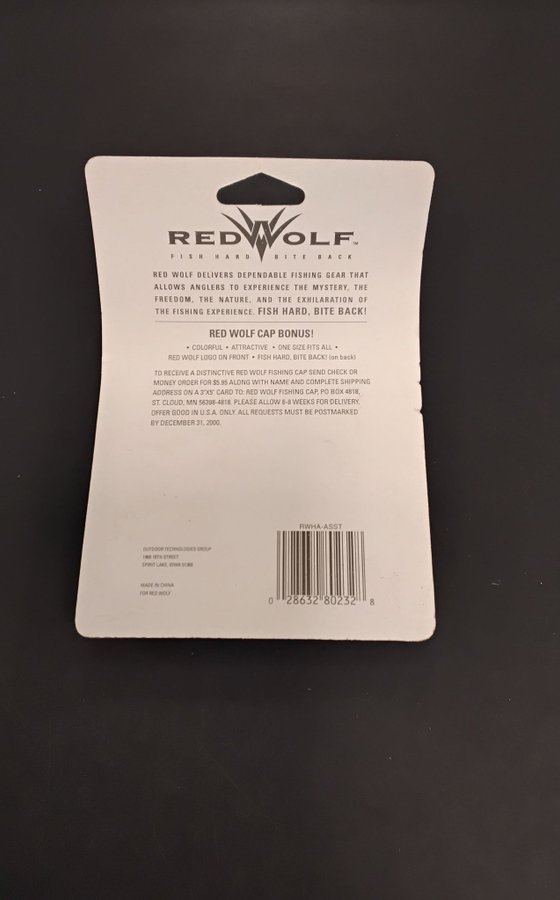 REDWOLF™
FISH HARD BITE BACK
RED WOLF DELIVERS DEPENDABLE FISHING GEAR THAT
ALLOWS ANGLERS TO EXPERIENCE THE MYSTERY, THE
FREEDOM, THE NATURE, AND THE EXHILARATION OF
THE FISHING EXPERIENCE. FISH HARD, BITE BACK!
RED WOLF CAP BONUS!
• COLORFUL • ATTRACTIVE • ONE SIZE FITS ALL •
RED WOLF LOGO ON FRONT • FISH HARD, BITE BACK! (on back)
TO RECEIVE A DISTINCTIVE RED WOLF FISHING CAP SEND CHECK OR
MONEY ORDER FOR $5.95 ALONG WITH NAME AND COMPLETE SHIPPING
ADDRESS ON A 3"X5" CARD TO: RED WOLF FISHING CAP, PO BOX 4818,
ST. CLOUD, MN 56398-4818. PLEASE ALLOW 6-8 WEEKS FOR DELIVERY.
OFFER GOOD IN U.S.A. ONLY. ALL REQUESTS MUST BE POSTMARKED
BY DECEMBER 31, 2000.
RWHA-ASST
OUTDOOR TECHNOLOGIES GROUP
18TH STREET
SPIRIT LAKE, IOWA
MADE IN CHINA
FOR RED WOLF
0 28632 80232 8